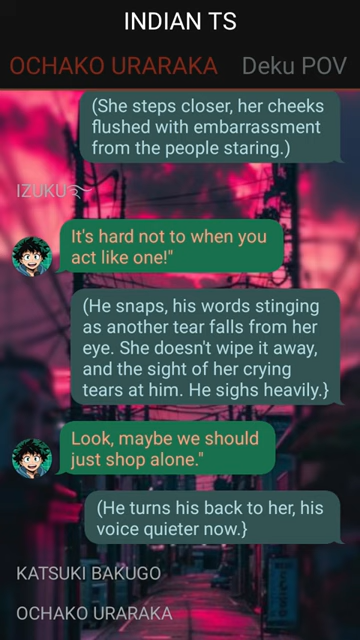 INDIAN TS
OCHAKO URARAKA Deku POV
(She steps closer, her cheeks
flushed with embarrassment
from the people staring.)
IZUKU
It's hard not to when you
act like one!"
(He snaps, his words stinging
as another tear falls from her
eye. She doesn't wipe it away,
and the sight of her crying
tears at him. He sighs heavily.}
Look, maybe we should
just shop alone."
(He turns his back to her, his
voice quieter now.}
KATSUKI BAKUGO
OCHAKO URARAKA